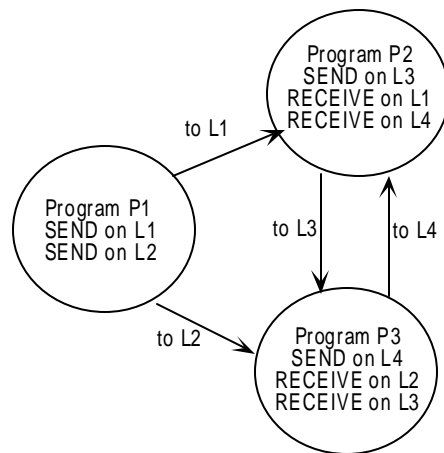 Program P2
SEND on L3
RECEIVE on L1
RECEIVE on L4
to L1
Program P1
SEND on L1
SEND on L2
to L3
to L4
to L2
Program P3
SEND on L4
RECEIVE on L2
RECEIVE on L3